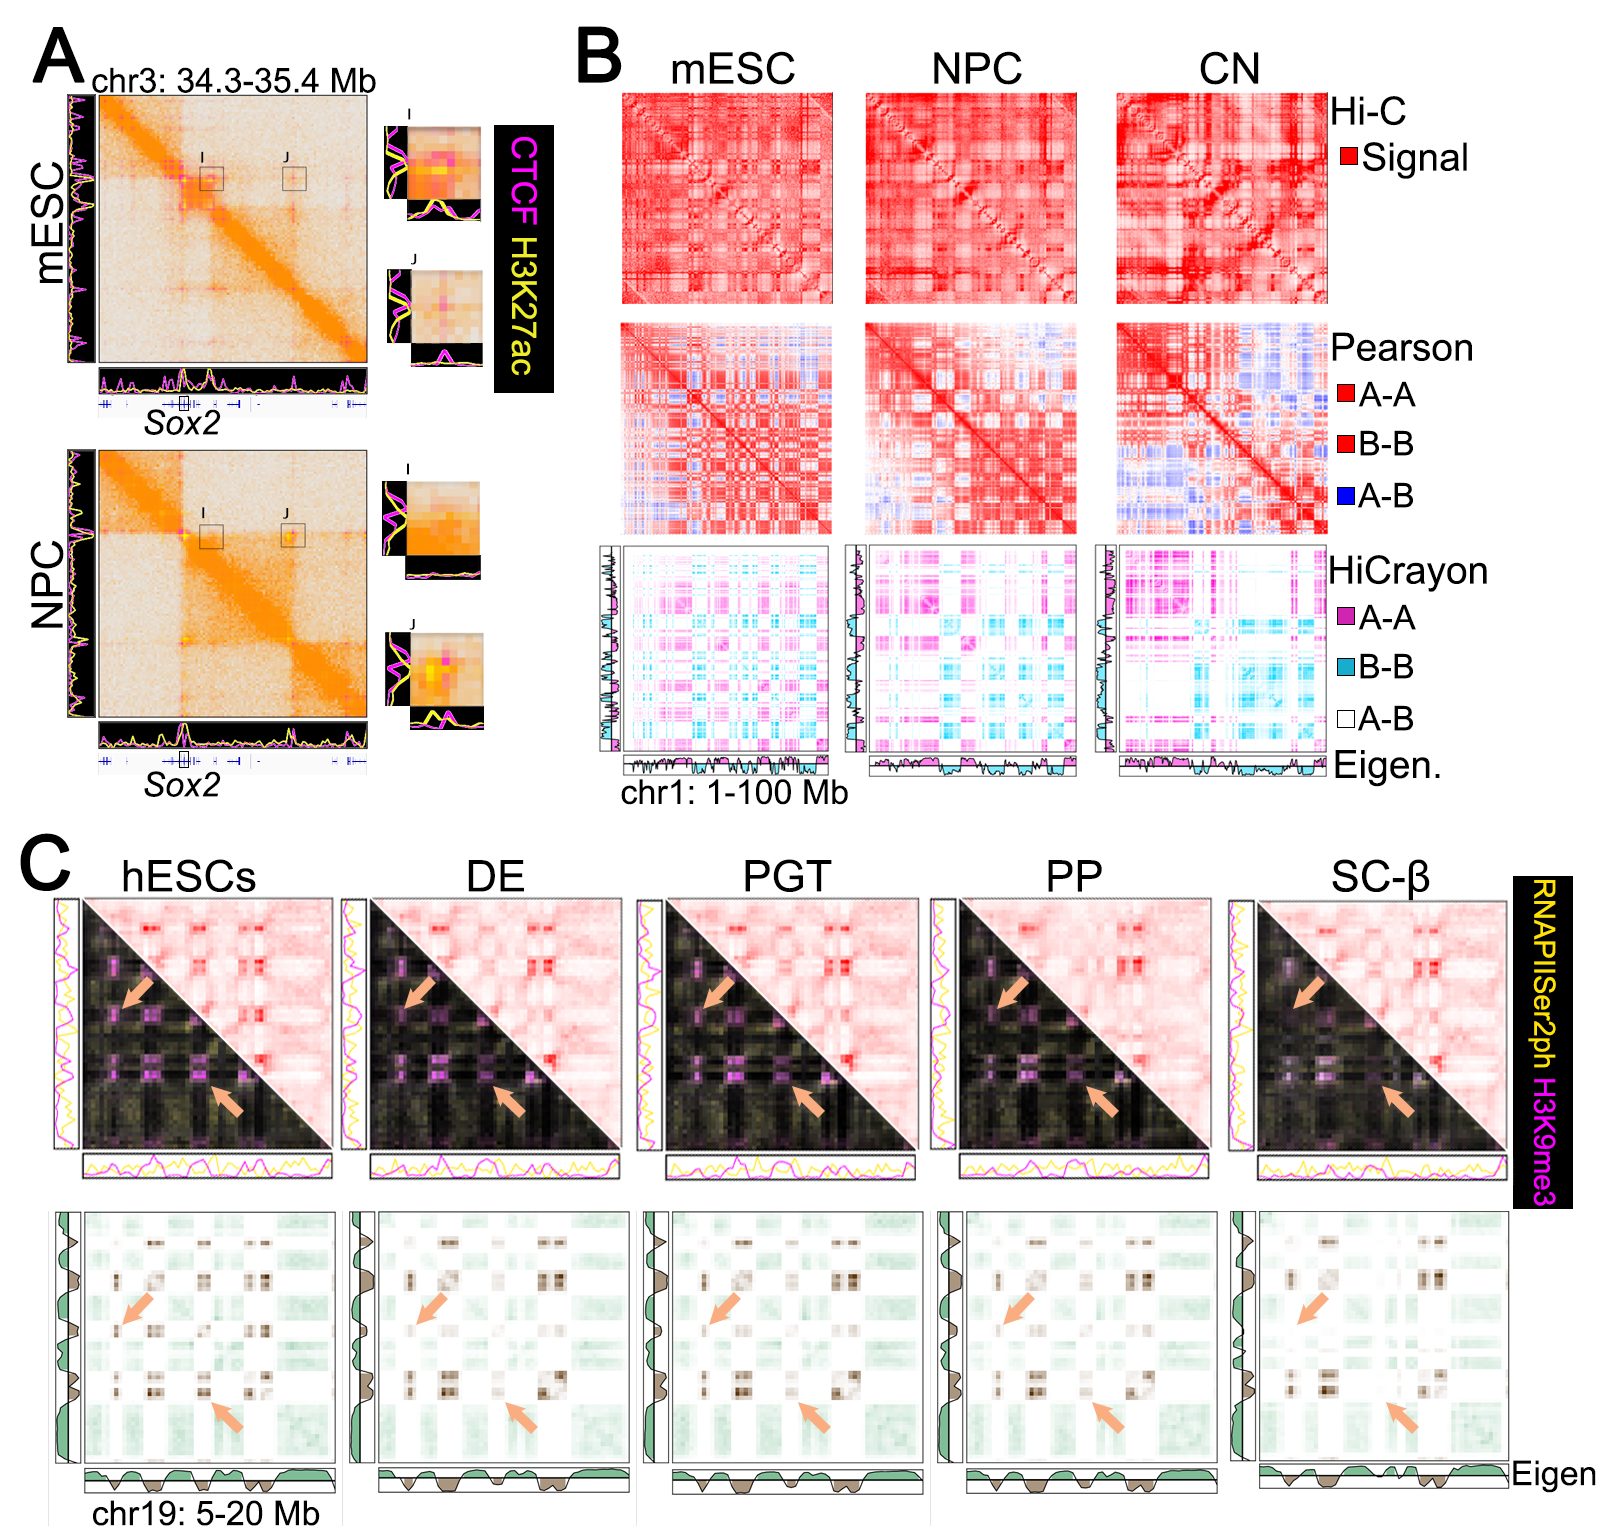 A
chr3: 34.3-35.4 Mb
mESC
I
J
I
J
CTCF H3K27ac
Sox2
NPC
I
J
I
J
Sox2
B
mESC
NPC
CN
Hi-C
Signal
Pearson
A-A
B-B
A-B
HiCrayon
A-A
B-B
A-B
Eigen.
chr1: 1-100 Mb
C
hESCs
DE
PGT
PP
SC-β
RNAPIISer2ph H3K9me3
Eigen
chr19: 5-20 Mb